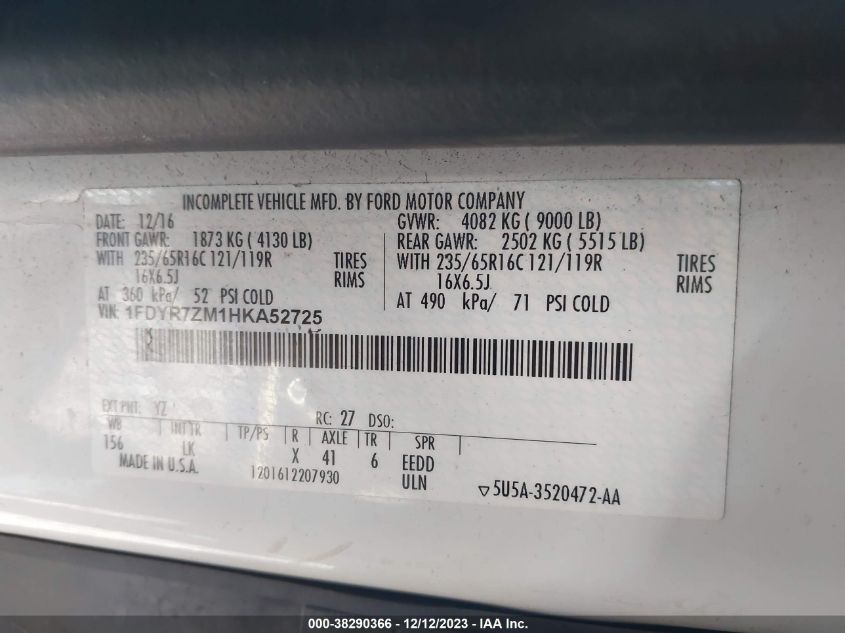 INCOMPLETE VEHICLE MFD. BY FORD MOTOR COMPANY
DATE: 12/16 GVWR: 4082 KG ( 9000 LB)
FRONT GAWR: 1873 KG ( 4130 LB) REAR GAWR: 2502 KG ( 5515 LB)
WITH 235/65R16C 121/119R TIRES WITH 235/65R16C 121/119R TIRES
16X6.5J RIMS 16X6.5J RIMS
AT 360 kPa/ 52 PSI COLD AT 490 kPa/ 71 PSI COLD
VIN: 1FDYR7ZM1HKA52725
EXT PNT: YZ RC: 27 DSO:
WB INT TR TP/PS R AXLE TR SPR
156 LK X 41 6 EEDD
MADE IN U.S.A. 1201612207930 ULN ▽5U5A-3520472-AA
000-38290366 - 12/12/2023 - IAA Inc.